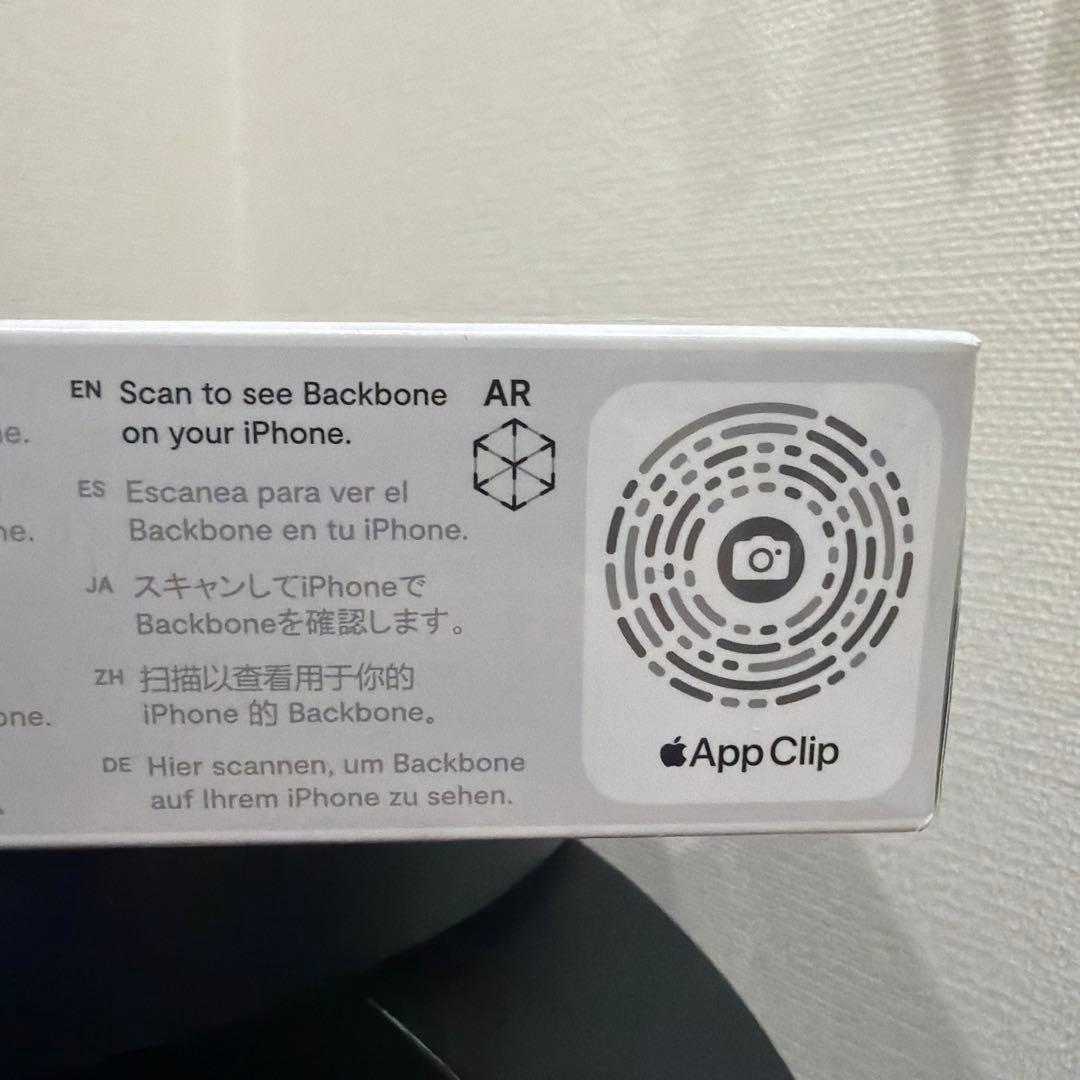 EN Scan to see Backbone
on your iPhone.
AR
ES Escanea para ver el
Backbone en tu iPhone.
JA スキャンしてiPhoneで
Backboneを確認します。
ZH 扫描以查看用于你的
iPhone 的 Backbone。
DE Hier scannen, um Backbone
auf Ihrem iPhone zu sehen.
App Clip